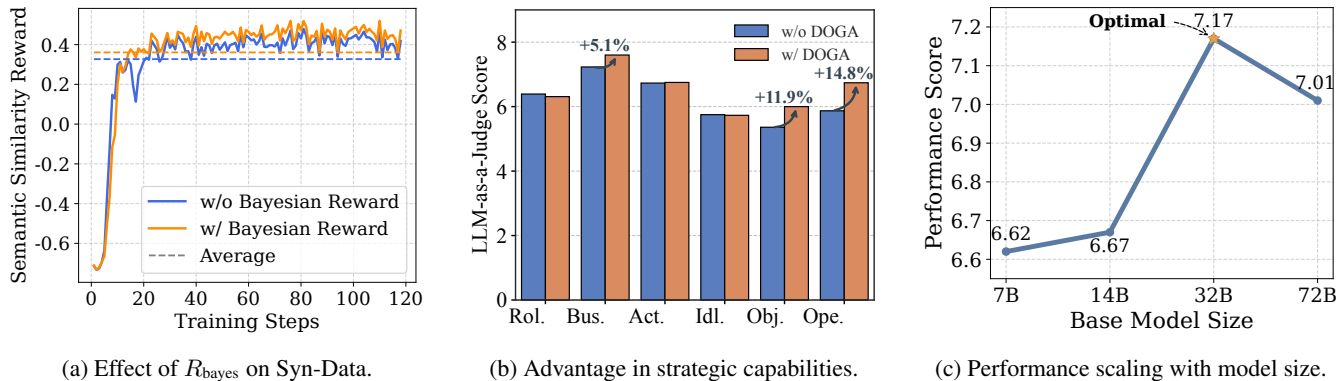 Semantic Similarity Reward
0.4
0.2
0.0
-0.2
-0.4
-0.6
w/o Bayesian Reward
w/ Bayesian Reward
Average
0 20 40 60 80 100 120
Training Steps
(a) Effect of R_bayes on Syn-Data.
LLM-as-a-Judge Score
8
6
4
2
0
w/o DOGA
w/ DOGA
+5.1%
+11.9%
+14.8%
Rol. Bus. Act. Idl. Obj. Ope.
(b) Advantage in strategic capabilities.
Performance Score
7.2
7.1
7.0
6.9
6.8
6.7
6.6
Optimal
7.17
7.01
6.62
6.67
7B 14B 32B 72B
Base Model Size
(c) Performance scaling with model size.